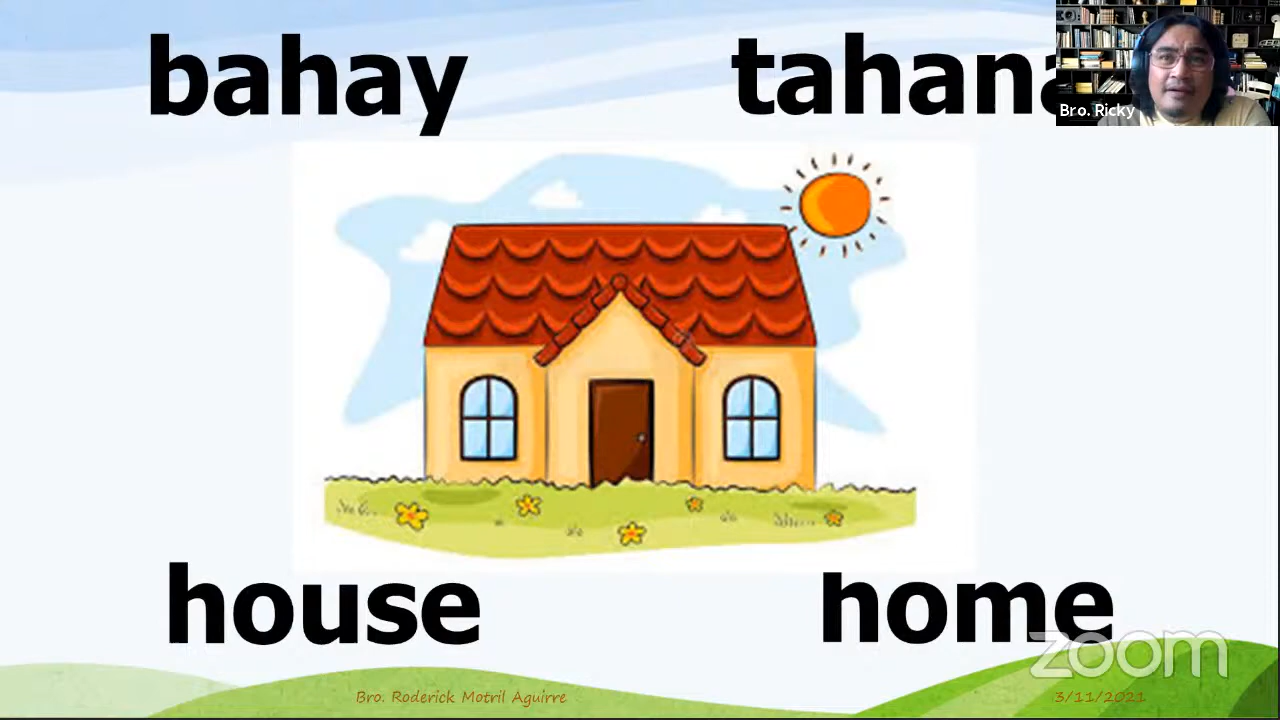 bahay
tahana
Bro. Ricky
house
home
zoom
Bro. Roderick Motril Aguirre
3/11/2021